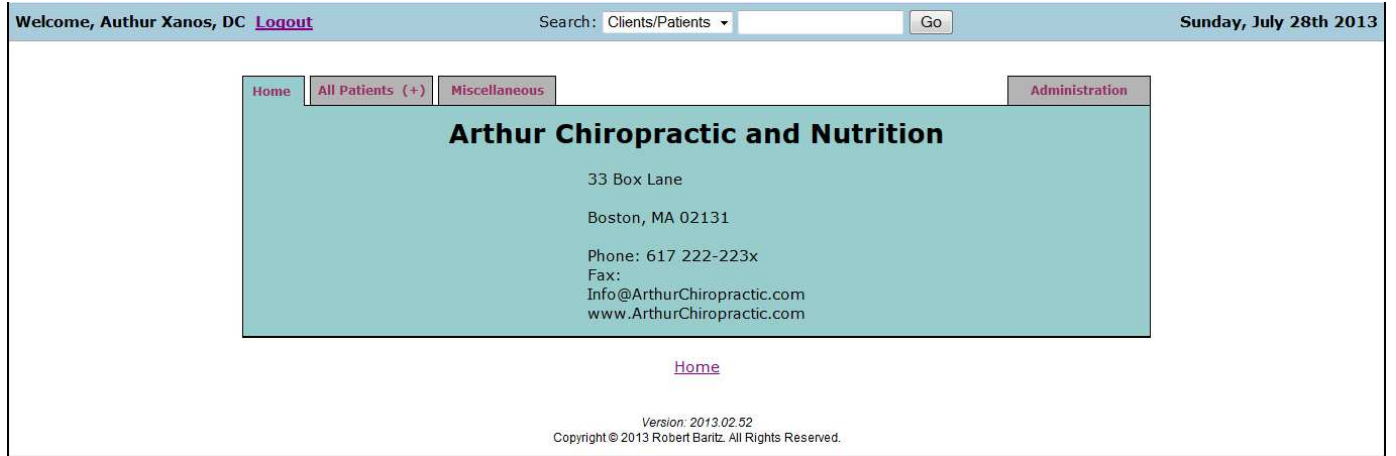 Welcome, Authur Xanos, DC Logout Search: Clients/Patients Go Sunday, July 28th 2013
Home All Patients (+) Miscellaneous Administration
Arthur Chiropractic and Nutrition
33 Box Lane
Boston, MA 02131
Phone: 617 222-223x
Fax:
Info@ArthurChiropractic.com
www.ArthurChiropractic.com
Home
Version: 2013.02.52
Copyright © 2013 Robert Baritz. All Rights Reserved.